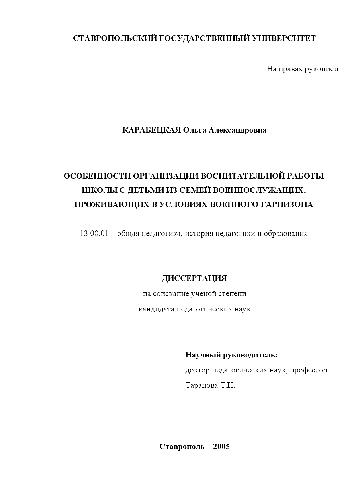 СТАВРОПОЛЬСКИЙ ГОСУДАРСТВЕННЫЙ УНИВЕРСИТЕТ
На правах рукописи
КАРАБЕЦКАЯ Ольга Александровна
ОСОБЕННОСТИ ОРГАНИЗАЦИИ ВОСПИТАТЕЛЬНОЙ РАБОТЫ
ШКОЛЫ С ДЕТЬМИ ИЗ СЕМЕЙ ВОЕННОСЛУЖАЩИХ,
ПРОЖИВАЮЩИХ В УСЛОВИЯХ ВОЕННОГО ГАРНИЗОНА
13.00.01 – общая педагогика, история педагогики и образования
ДИССЕРТАЦИЯ
на соискание ученой степени
кандидата педагогических наук
Научный руководитель:
доктор педагогических наук, профессор
Таранова Т.Н.
Ставрополь – 2005